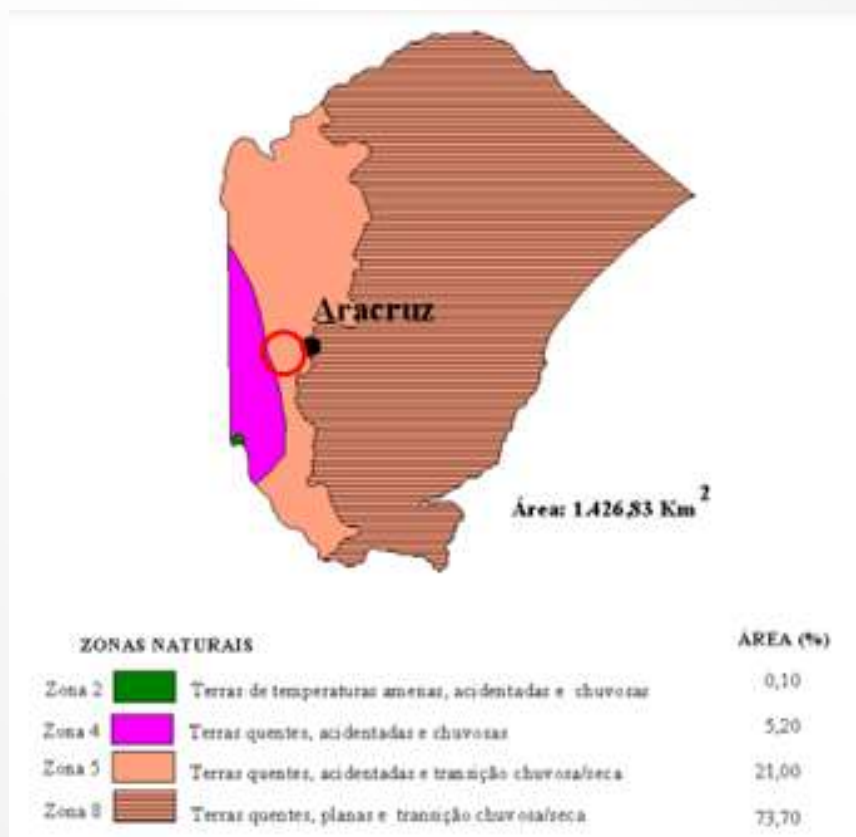 Aracruz
Área: 1.426,83 Km²
ZONAS NATURAIS ÁREA (%)
Zona 2 Terras de temperaturas amenas, acidentadas e chuvosas 0,10
Zona 4 Terras quentes, acidentadas e chuvosas 5,20
Zona 5 Terras quentes, acidentadas e transição chuvosa/seca 21,00
Zona 8 Terras quentes, planas e transição chuvosa/seca 73,70